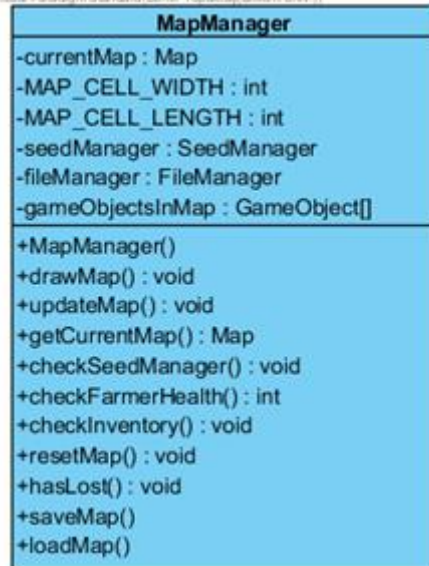 MapManager
-currentMap : Map
-MAP_CELL_WIDTH : int
-MAP_CELL_LENGTH : int
-seedManager : SeedManager
-fileManager : FileManager
-gameObjectsInMap : GameObject[]
+MapManager()
+drawMap() : void
+updateMap() : void
+getCurrentMap() : Map
+checkSeedManager() : void
+checkFarmerHealth() : int
+checkInventory() : void
+resetMap() : void
+hasLost() : void
+saveMap()
+loadMap()